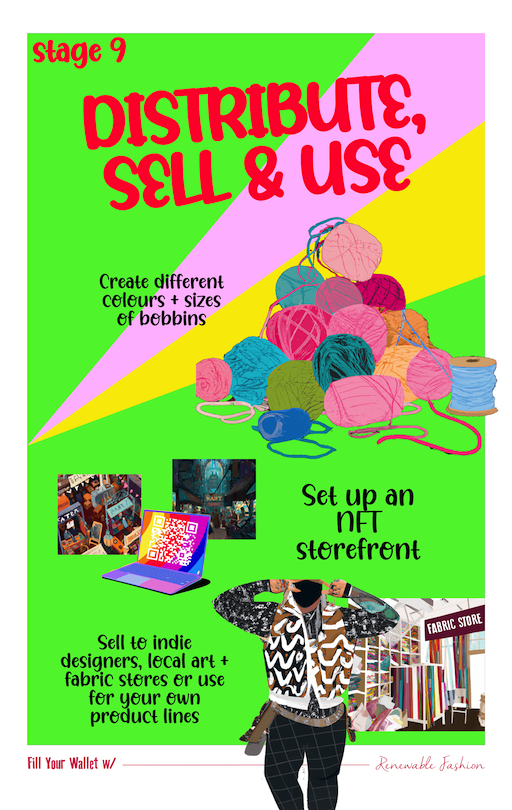 stage 9
DISTRIBUTE,
SELL & USE
Create different
colours + sizes
of bobbins
Set up an
NFT
storefront
FABRIC STORE
Sell to indie
designers, local art +
fabric stores or use
for your own
product lines
Fill Your Wallet w/
Renewable Fashion